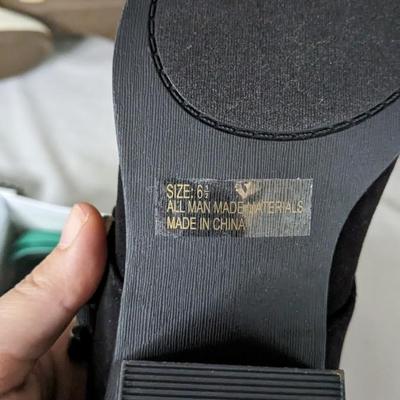 SIZE: 6½
ALL MAN MADE MATERIALS
MADE IN CHINA